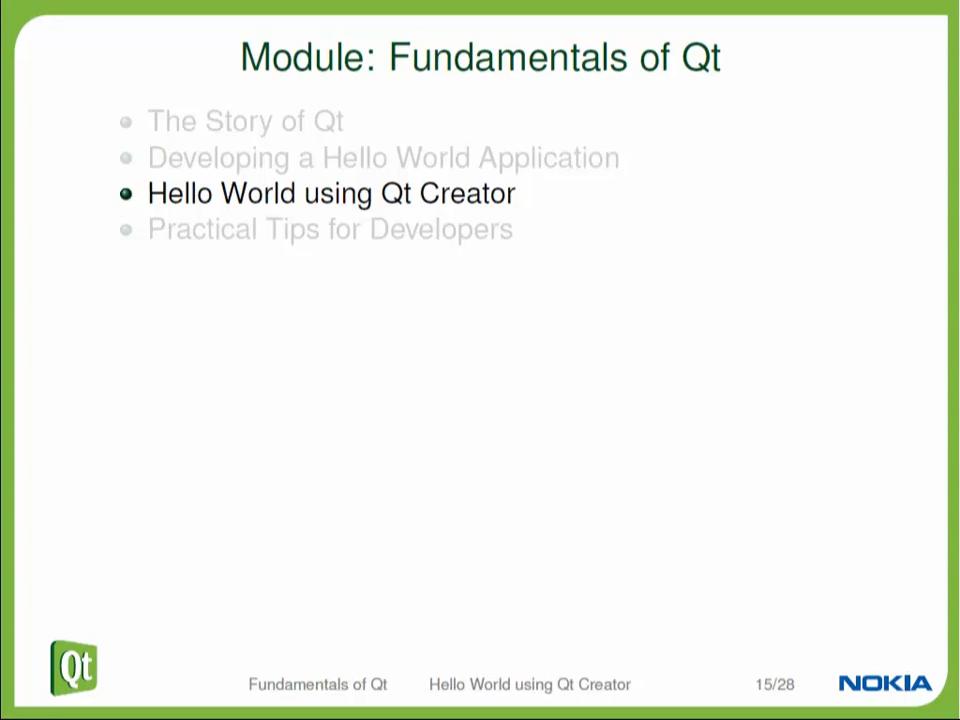 Module: Fundamentals of Qt
The Story of Qt
Developing a Hello World Application
Hello World using Qt Creator
Practical Tips for Developers
Qt
Fundamentals of Qt Hello World using Qt Creator 15/28 NOKIA